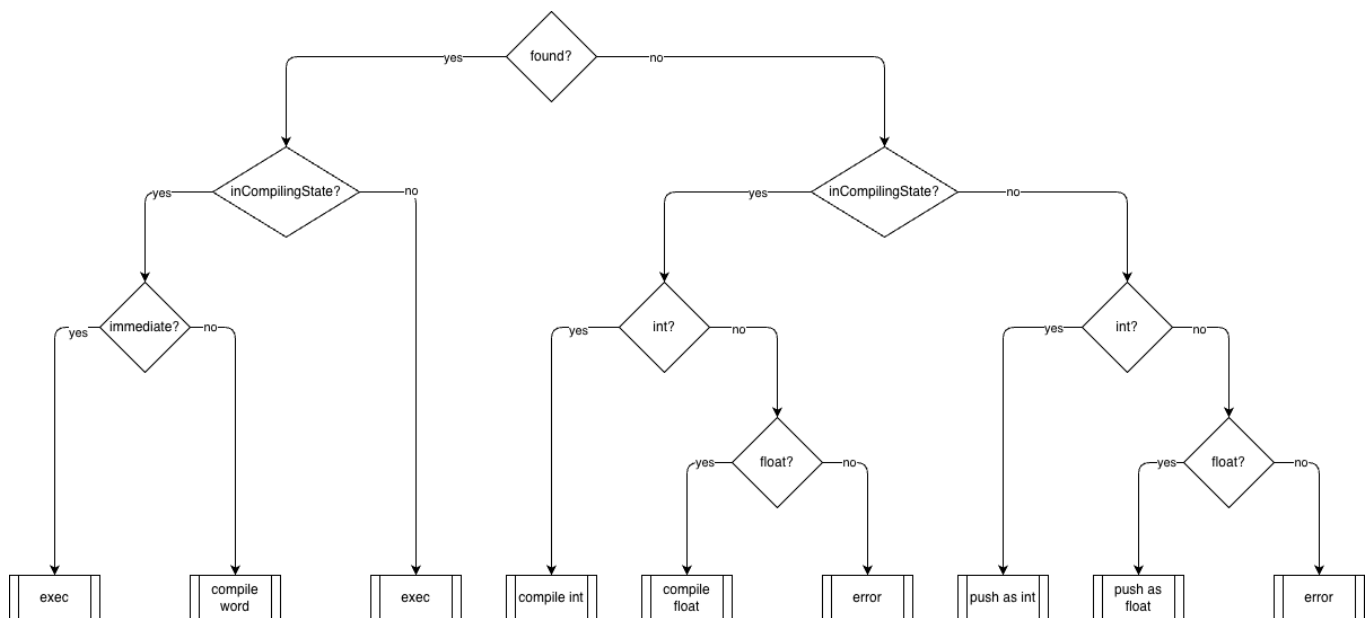 found?
yes
no
inCompilingState?
inCompilingState?
yes
no
yes
no
immediate?
int?
int?
yes
no
yes
no
yes
no
float?
float?
yes
no
yes
no
exec
compile
word
exec
compile int
compile
float
error
push as int
push as
float
error